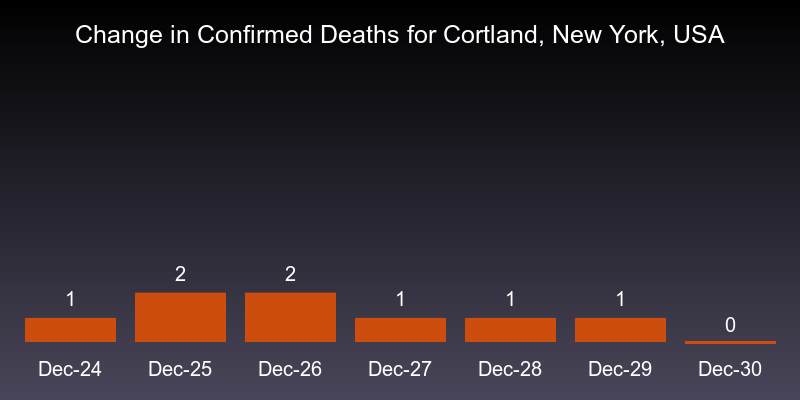 Change in Confirmed Deaths for Cortland, New York, USA
1 2 2 1 1 1 0
Dec-24 Dec-25 Dec-26 Dec-27 Dec-28 Dec-29 Dec-30